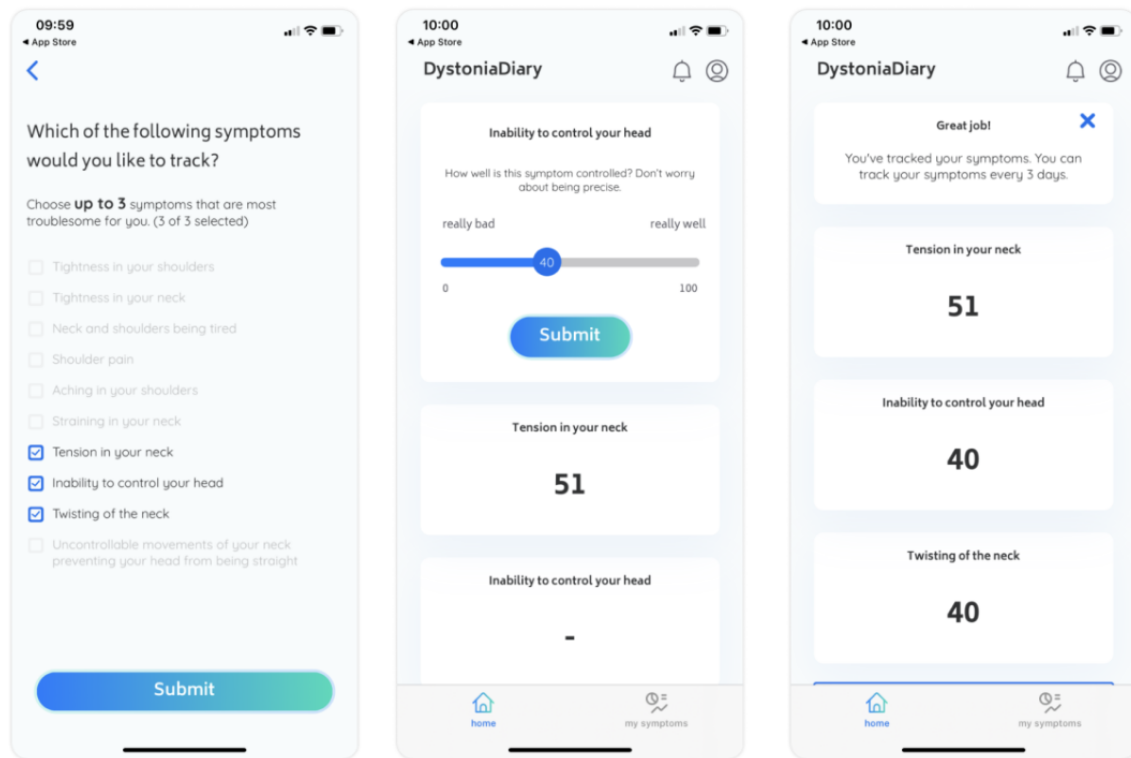 09:59
◀ App Store
Which of the following symptoms
would you like to track?
Choose up to 3 symptoms that are most
troublesome for you. (3 of 3 selected)
Tightness in your shoulders
Tightness in your neck
Neck and shoulders being tired
Shoulder pain
Aching in your shoulders
Straining in your neck
Tension in your neck
Inability to control your head
Twisting of the neck
Uncontrollable movements of your neck
preventing your head from being straight
Submit
10:00
◀ App Store
DystoniaDiary
Inability to control your head
How well is this symptom controlled? Don't worry
about being precise.
really bad
really well
40
0
100
Submit
Tension in your neck
51
Inability to control your head
-
home
my symptoms
10:00
◀ App Store
DystoniaDiary
Great job!
You've tracked your symptoms. You can
track your symptoms every 3 days.
Tension in your neck
51
Inability to control your head
40
Twisting of the neck
40
home
my symptoms